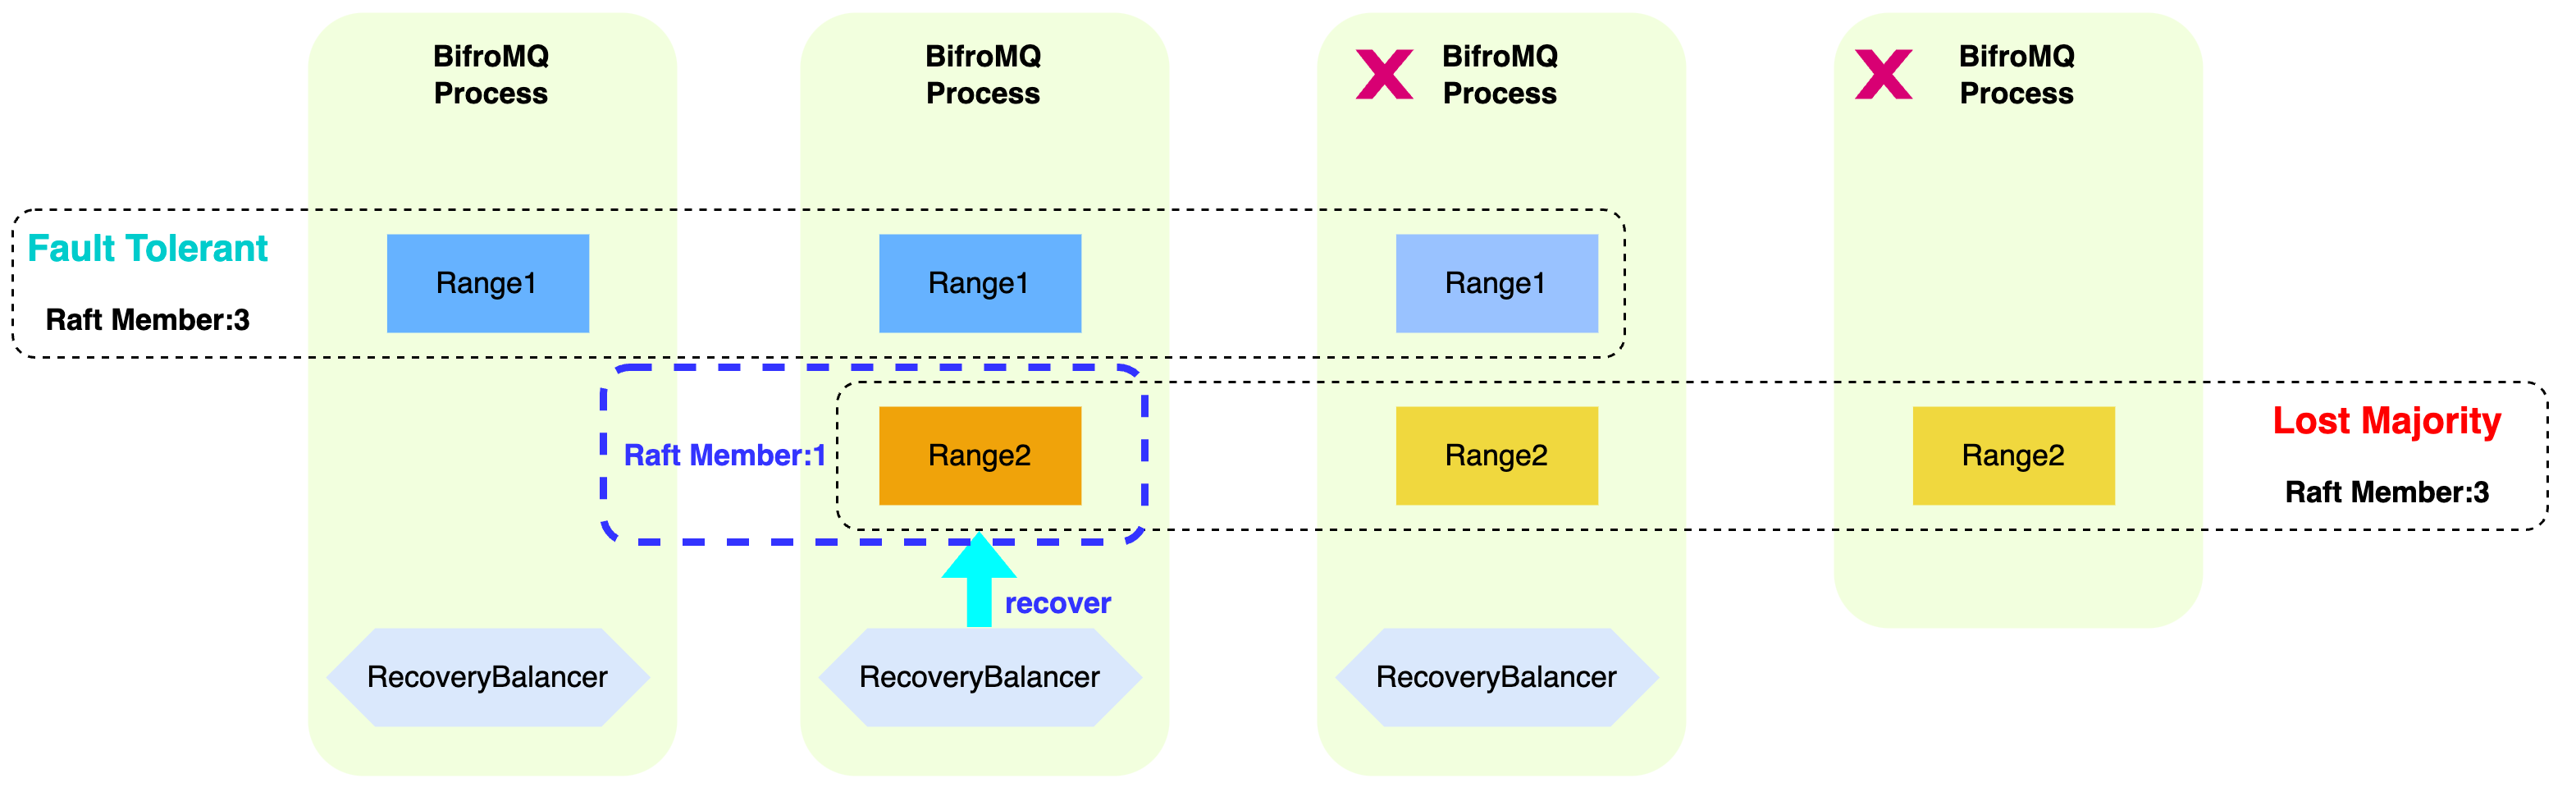 BifroMQ
Process
BifroMQ
Process
X
BifroMQ
Process
X
BifroMQ
Process
Fault Tolerant
Raft Member:3
Range1
Range1
Range1
Raft Member:1
Range2
Range2
Range2
Lost Majority
Raft Member:3
recover
RecoveryBalancer
RecoveryBalancer
RecoveryBalancer